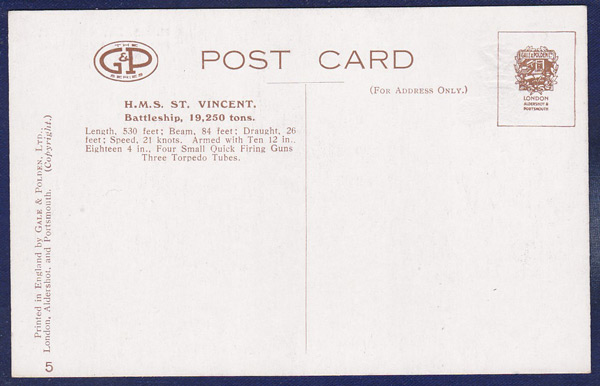 THE
G&P
SERIES
POST CARD
(For Address Only.)
GALE & POLDEN LTD
LONDON
ALDERSHOT &
PORTSMOUTH
H.M.S. ST. VINCENT.
Battleship, 19,250 tons.
Length, 530 feet; Beam, 84 feet; Draught, 26
feet; Speed, 21 knots. Armed with Ten 12 in.,
Eighteen 4 in., Four Small Quick Firing Guns
Three Torpedo Tubes.
Printed in England by Gale & Polden, Ltd.,
London, Aldershot, and Portsmouth. (Copyright.)
5